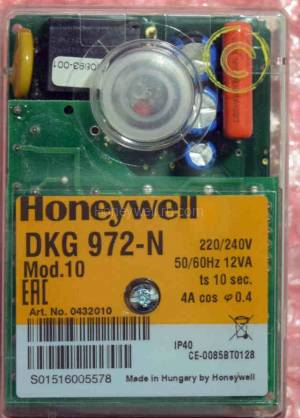 0893-001
Honeywell
DKG 972-N
Mod.10
220/240V
50/60Hz 12VA
ts 10 sec.
4A cos φ 0.4
EAC
Art. No. 0432010
IP40
CE-0085BT0128
S01516005578
Made in Hungary by Honeywell